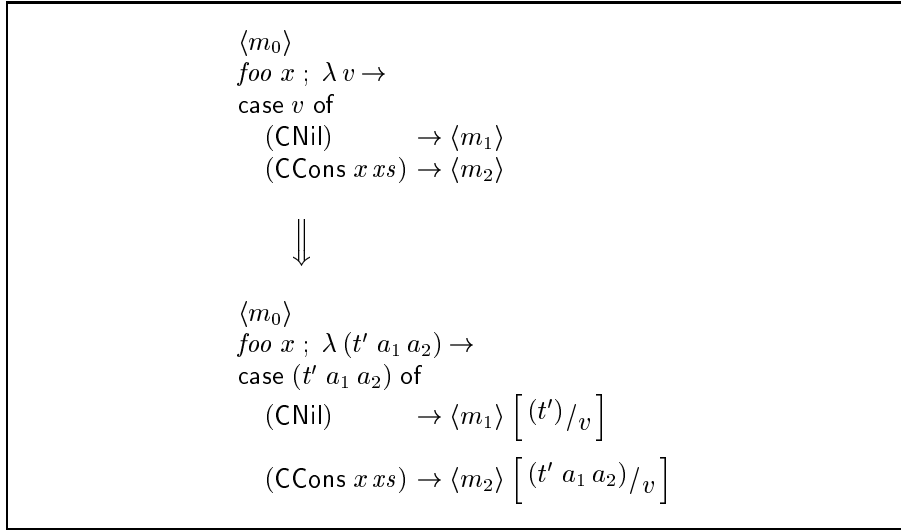 ⟨m₀⟩
foo x ; λ v →
case v of
(CNil) → ⟨m₁⟩
(CCons x xs) → ⟨m₂⟩
⇓
⟨m₀⟩
foo x ; λ (t′ a₁ a₂) →
case (t′ a₁ a₂) of
(CNil) → ⟨m₁⟩ [ (t′)/v ]
(CCons x xs) → ⟨m₂⟩ [ (t′ a₁ a₂)/v ]